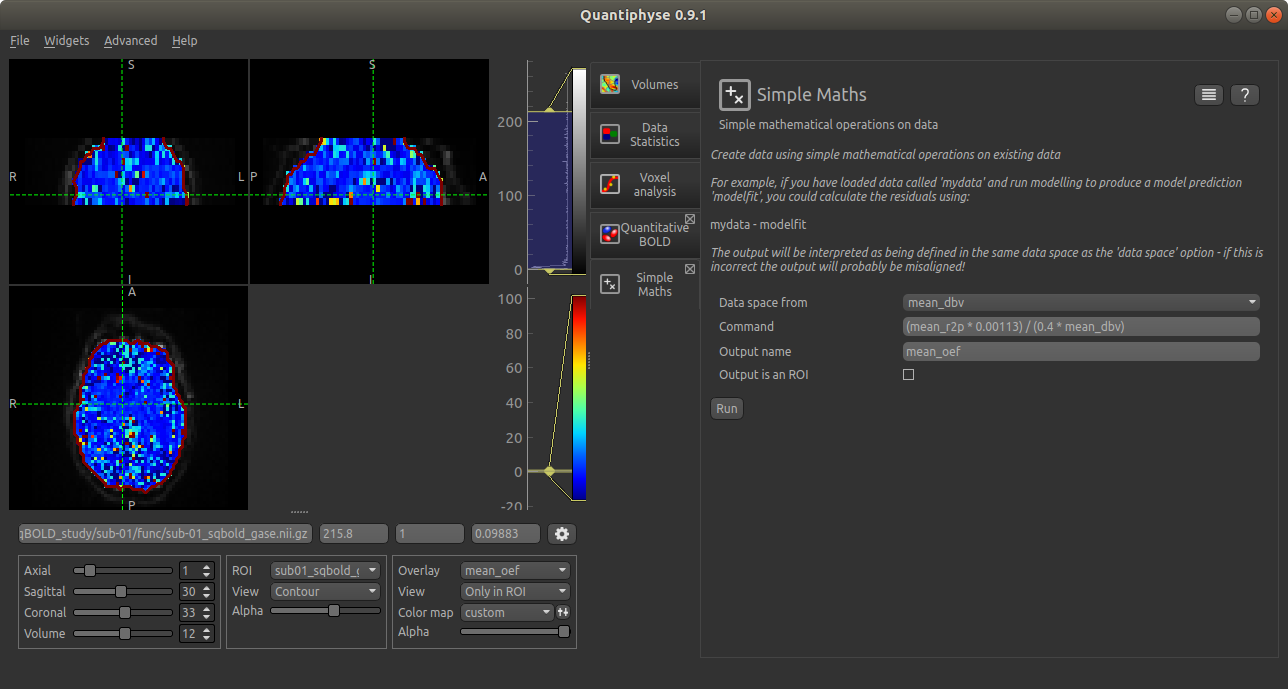 Quantiphyse 0.9.1
File Widgets Advanced Help
S
R
L
I
S
P
A
I
A
R
L
P
200
100
0
100
80
60
40
20
0
-20
Volumes
Data
Statistics
Voxel
analysis
Quantitative
BOLD
Simple
Maths
Simple Maths
?
Simple mathematical operations on data
Create data using simple mathematical operations on existing data
For example, if you have loaded data called 'mydata' and run modelling to produce a model prediction
'modelfit', you could calculate the residuals using:
mydata - modelfit
The output will be interpreted as being defined in the same data space as the 'data space' option - if this is
incorrect the output will probably be misaligned!
Data space from mean_dbv
Command (mean_r2p * 0.00113) / (0.4 * mean_dbv)
Output name mean_oef
Output is an ROI
Run
qBOLD_study/sub-01/func/sub-01_sqbold_gase.nii.gz 215.8 1 0.09883
Axial 1
Sagittal 30
Coronal 33
Volume 12
ROI sub01_sqbold_g
View Contour
Alpha
Overlay mean_oef
View Only in ROI
Color map custom
Alpha